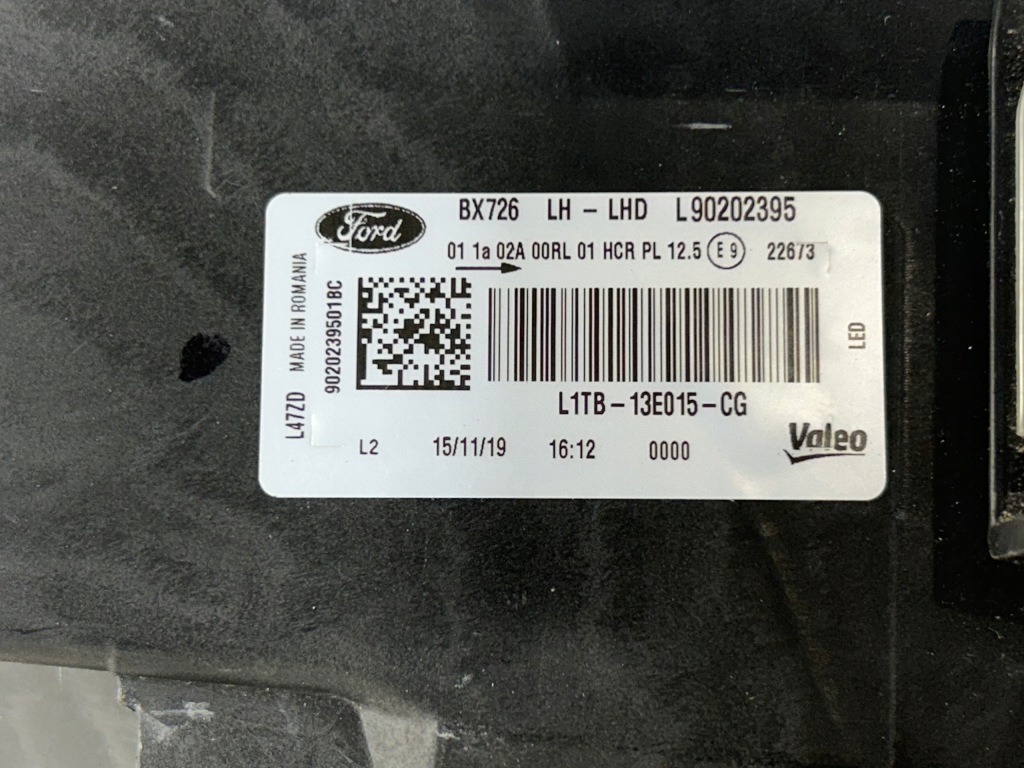 Ford
BX726 LH - LHD L90202395
01 1a 02A 00RL 01 HCR PL 12.5 E9 22673
MADE IN ROMANIA
L47ZD
9020239501BC
LED
L1TB-13E015-CG
L2 15/11/19 16:12 0000
Valeo